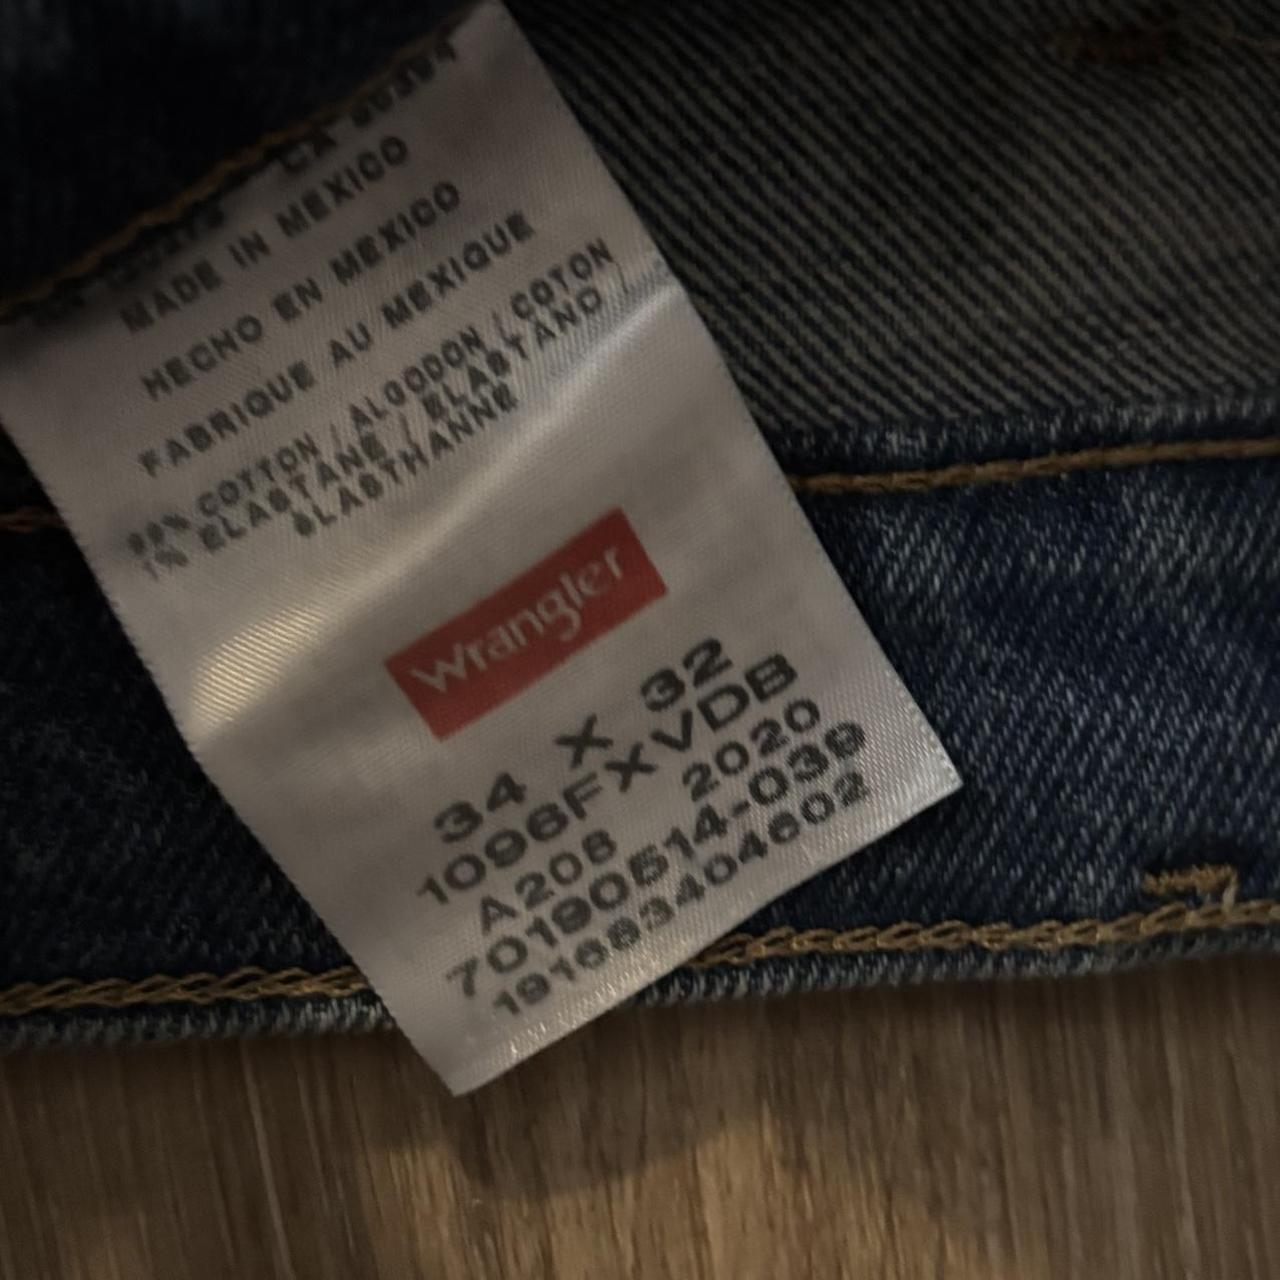 MADE IN MEXICO
HECHO EN MEXICO
FABRIQUE AU MEXIQUE
99% COTTON / ALGODON / COTON
1% ELASTANE / ELASTANO /
ELASTHANNE
Wrangler
34 X 32
1096FXVDB
A208 2020
70190514-039
191683404602